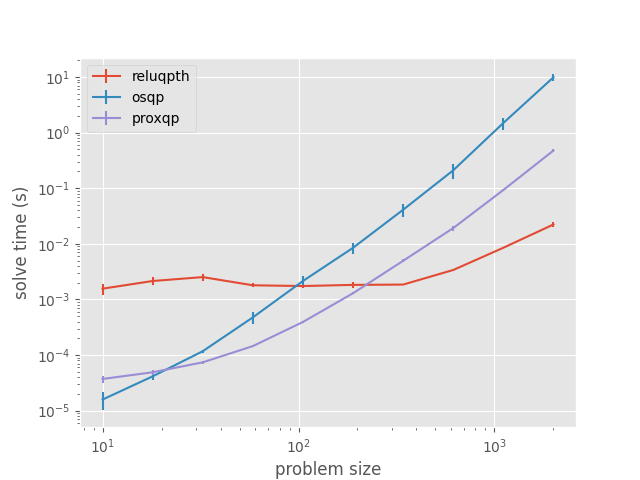 reluqpth
osqp
proxqp
solve time (s)
10¹
10⁰
10⁻¹
10⁻²
10⁻³
10⁻⁴
10⁻⁵
10¹ 10² 10³
problem size